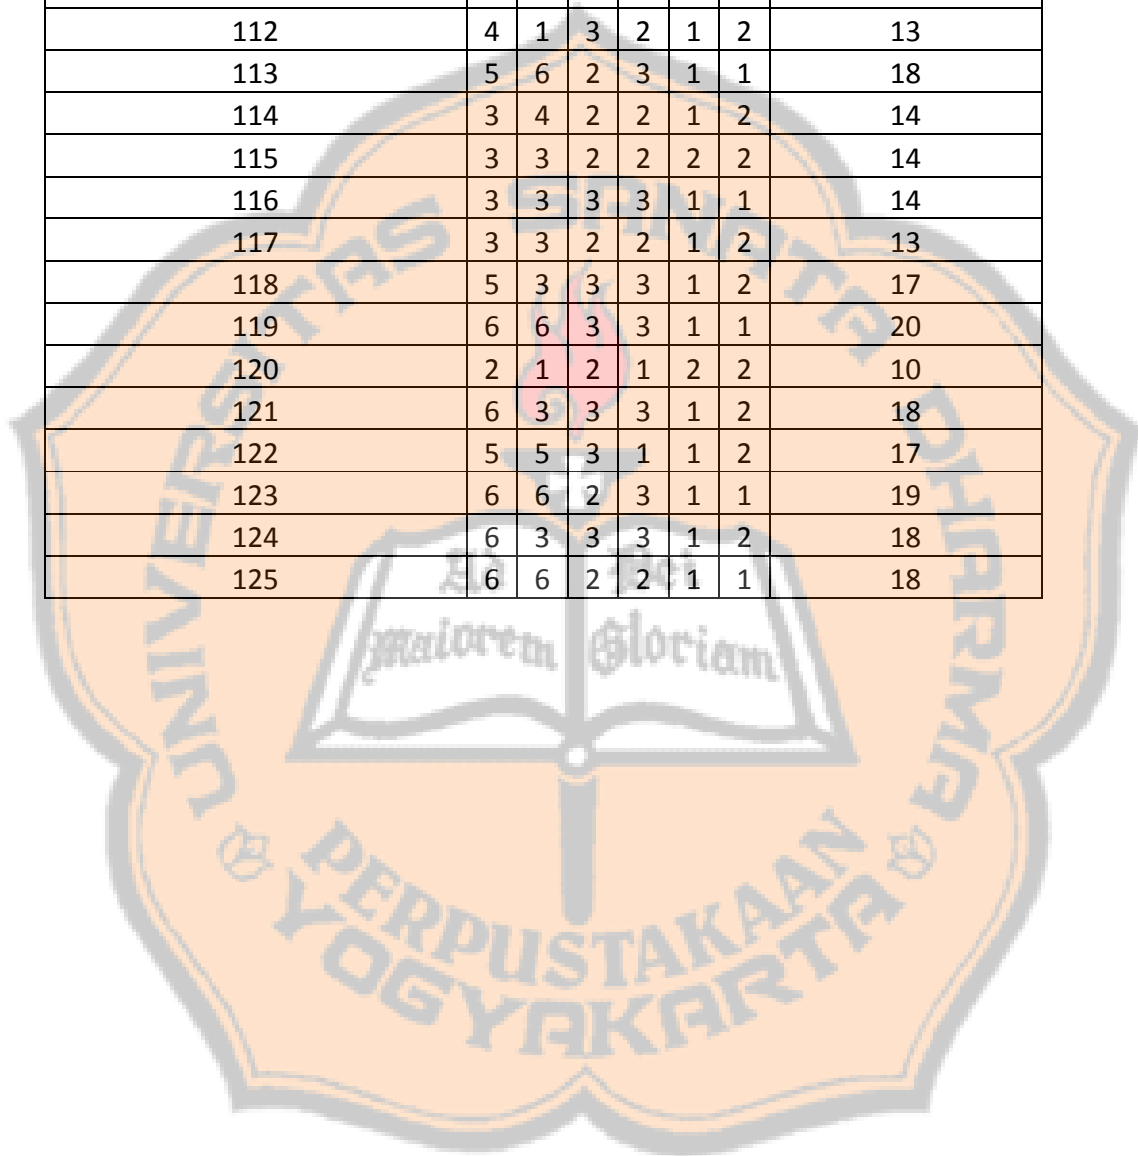 112 4 1 3 2 1 2 13
113 5 6 2 3 1 1 18
114 3 4 2 2 1 2 14
115 3 3 2 2 2 2 14
116 3 3 3 3 1 1 14
117 3 3 2 2 1 2 13
118 5 3 3 3 1 2 17
119 6 6 3 3 1 1 20
120 2 1 2 1 2 2 10
121 6 3 3 3 1 2 18
122 5 5 3 1 1 2 17
123 6 6 2 3 1 1 19
124 6 3 3 3 1 2 18
125 6 6 2 2 1 1 18
UNIVERSITAS SANATA DHARMA
Ad Dei
maiorem Gloriam
PERPUSTAKAAN
YOGYAKARTA